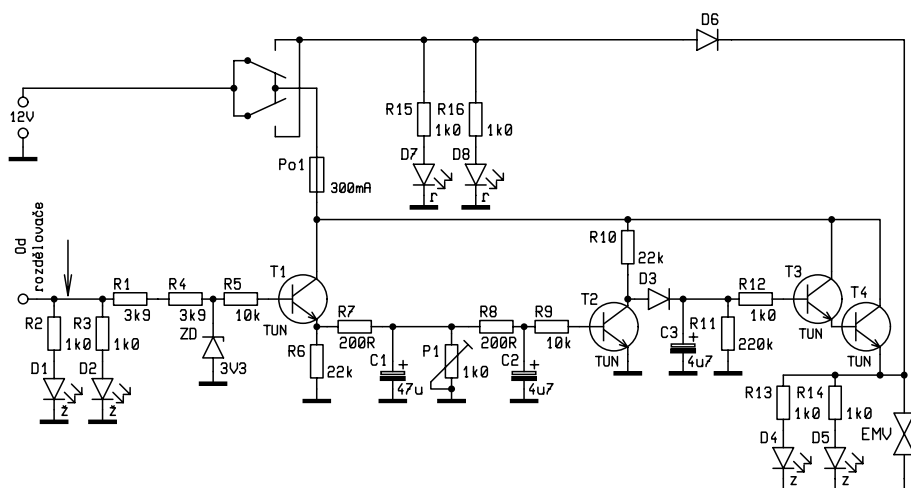 D6
12V
R15
1k0
R16
1k0
D7
r
D8
r
Po1
300mA
Od
rozdělovače
R1
3k9
R4
3k9
R5
10k
T1
TUN
R2
1k0
R3
1k0
ZD
3V3
D1
ž
D2
ž
R6
22k
R7
200R
C1
+
47u
P1
1k0
R8
200R
C2
+
4u7
R9
10k
T2
TUN
R10
22k
D3
C3
+
4u7
R11
220k
R12
1k0
T3
TUN
T4
TUN
R13
1k0
R14
1k0
D4
z
D5
z
EMV